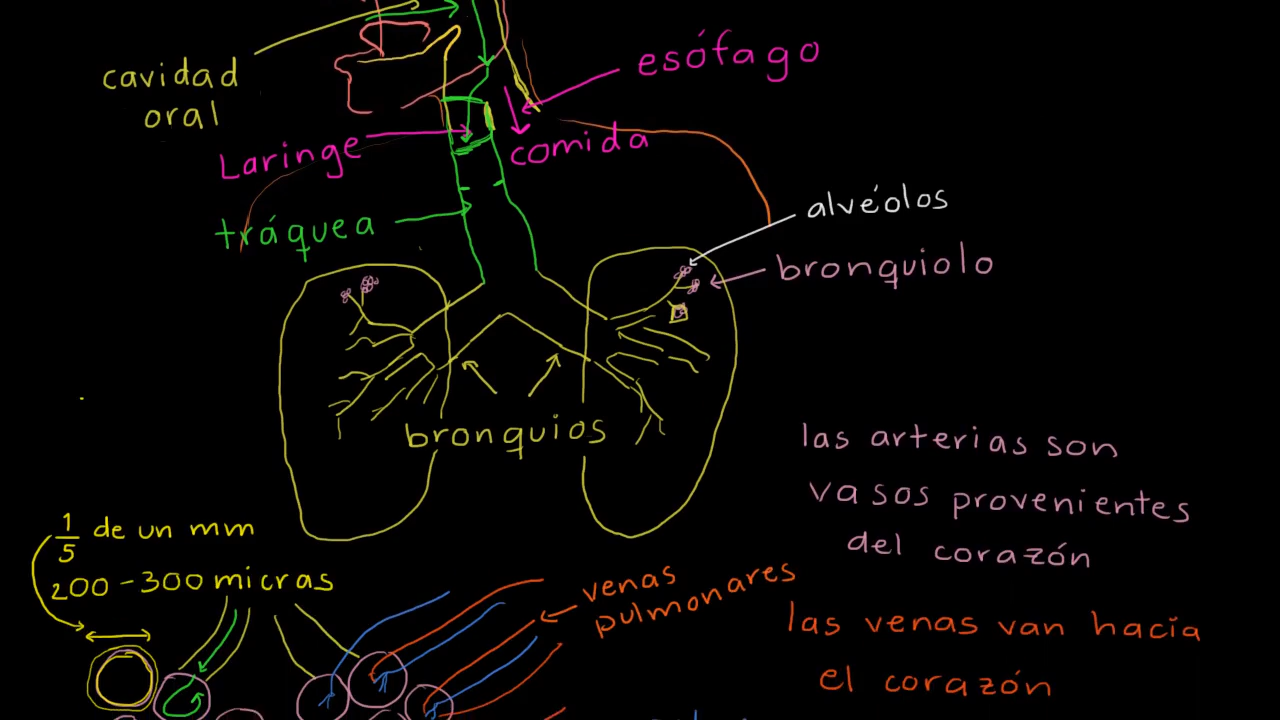 cavidad
oral
esófago
Laringe
comida
tráquea
alvéolos
bronquiolo
bronquios
las arterias son
vasos provenientes
del corazón
1/5 de un mm
200-300 micras
venas
pulmonares
las venas van hacia
el corazón